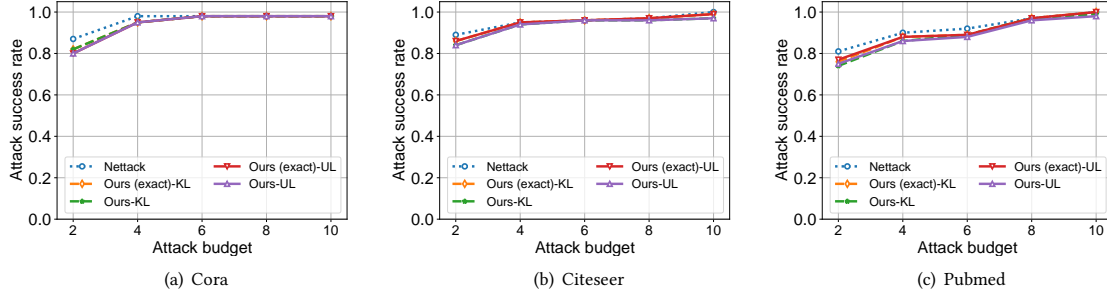 Attack success rate
1.0
0.8
0.6
0.4
0.2
0.0
Nettack
Ours (exact)-KL
Ours-KL
Ours (exact)-UL
Ours-UL
2 4 6 8 10
Attack budget
(a) Cora
Attack success rate
1.0
0.8
0.6
0.4
0.2
0.0
Nettack
Ours (exact)-KL
Ours-KL
Ours (exact)-UL
Ours-UL
2 4 6 8 10
Attack budget
(b) Citeseer
Attack success rate
1.0
0.8
0.6
0.4
0.2
0.0
Nettack
Ours (exact)-KL
Ours-KL
Ours (exact)-UL
Ours-UL
2 4 6 8 10
Attack budget
(c) Pubmed